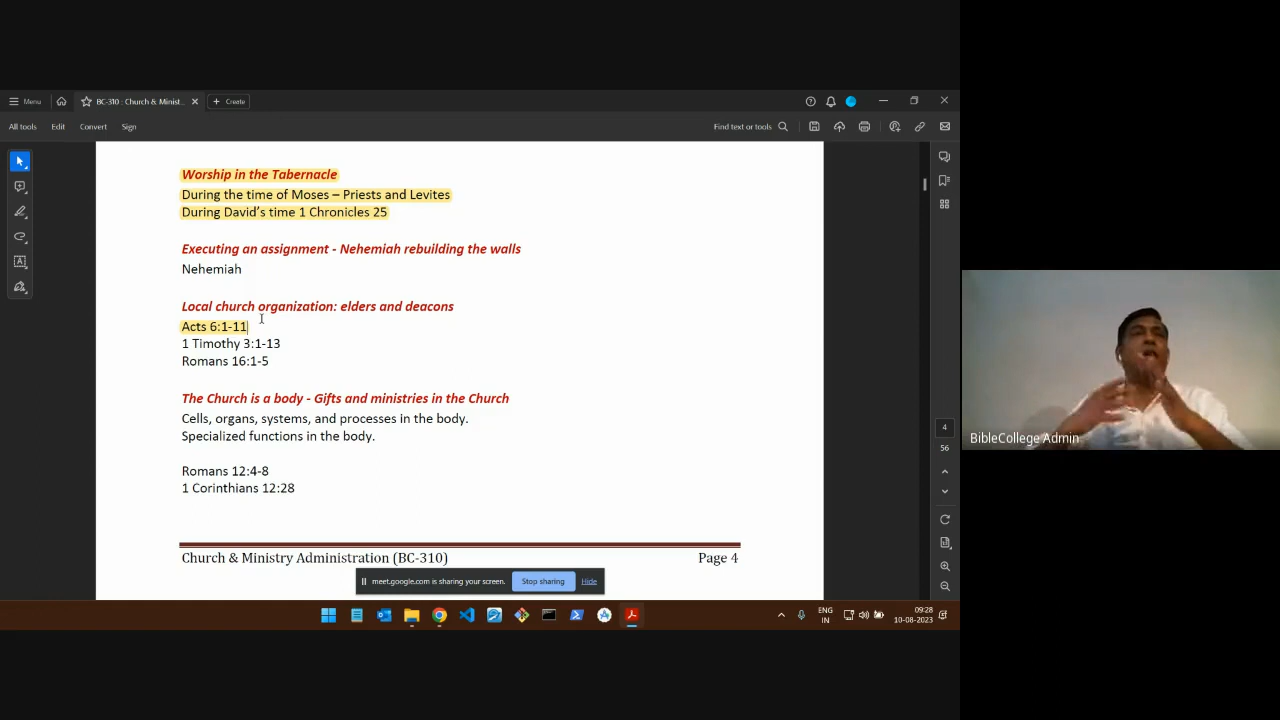 Menu
BC-310 : Church & Minist...
Create
All tools
Edit
Convert
Sign
Find text or tools
Worship in the Tabernacle
During the time of Moses – Priests and Levites
During David's time 1 Chronicles 25
Executing an assignment - Nehemiah rebuilding the walls
Nehemiah
Local church organization: elders and deacons
Acts 6:1-11
1 Timothy 3:1-13
Romans 16:1-5
The Church is a body - Gifts and ministries in the Church
Cells, organs, systems, and processes in the body.
Specialized functions in the body.
Romans 12:4-8
1 Corinthians 12:28
Church & Ministry Administration (BC-310)
Page 4
4
56
meet.google.com is sharing your screen.
Stop sharing
Hide
ENG
IN
09:28
10-08-2023
BibleCollege Admin